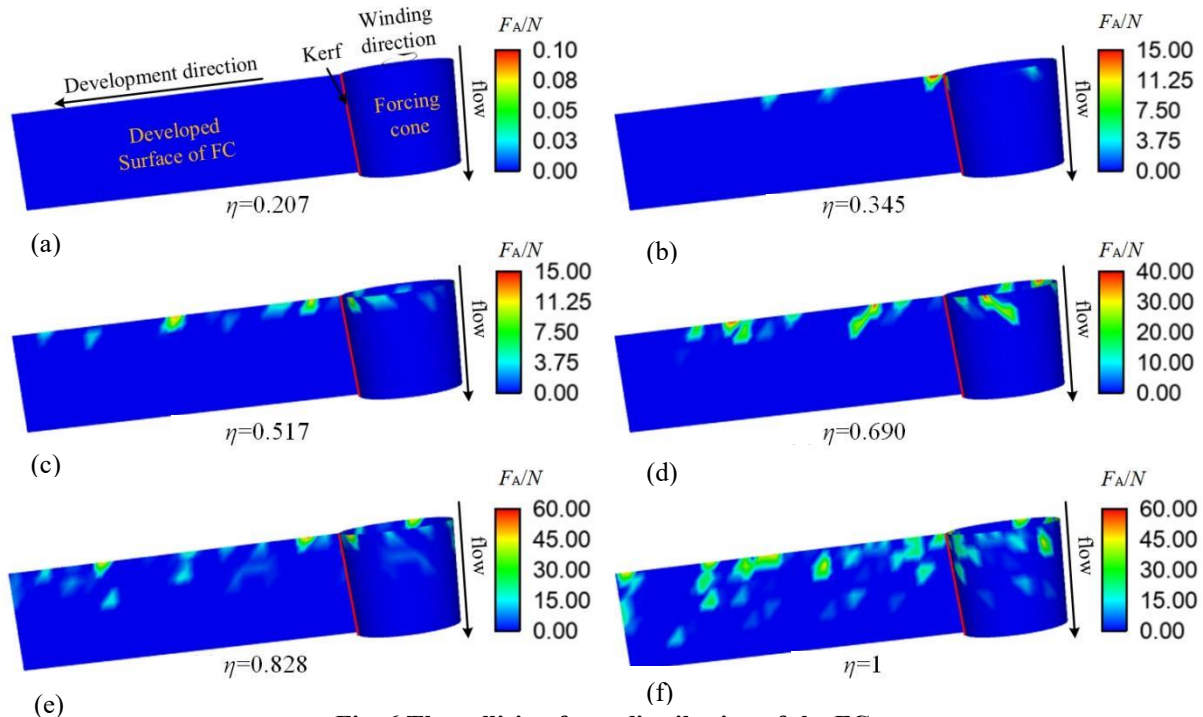 Development direction
Kerf
Winding
direction
Developed
Surface of FC
Forcing
cone
flow
FA/N
0.10
0.08
0.05
0.03
0.00
η=0.207
(a)
flow
FA/N
15.00
11.25
7.50
3.75
0.00
η=0.345
(b)
flow
FA/N
15.00
11.25
7.50
3.75
0.00
η=0.517
(c)
flow
FA/N
40.00
30.00
20.00
10.00
0.00
η=0.690
(d)
flow
FA/N
60.00
45.00
30.00
15.00
0.00
η=0.828
(e)
flow
FA/N
60.00
45.00
30.00
15.00
0.00
η=1
(f)